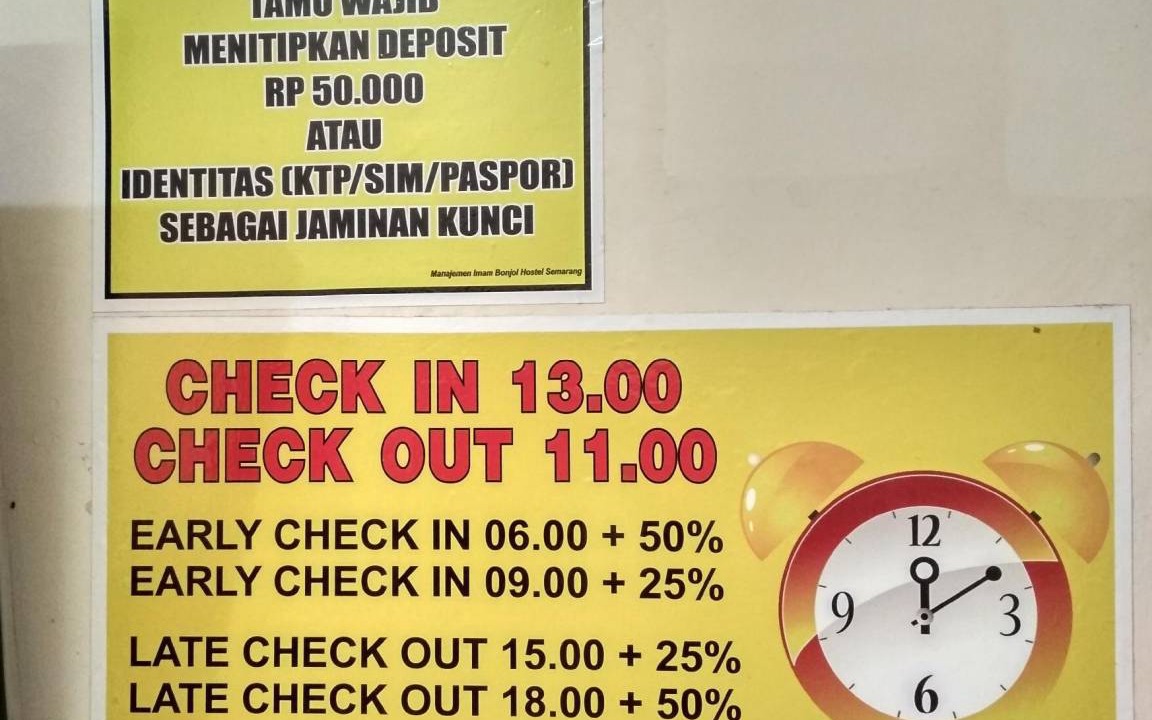 TAMU WAJIB
MENITIPKAN DEPOSIT
RP 50.000
ATAU
IDENTITAS (KTP/SIM/PASPOR)
SEBAGAI JAMINAN KUNCI
Manajemen Imam Bonjol Hostel Semarang
CHECK IN 13.00
CHECK OUT 11.00
EARLY CHECK IN 06.00 + 50%
EARLY CHECK IN 09.00 + 25%
LATE CHECK OUT 15.00 + 25%
LATE CHECK OUT 18.00 + 50%
12
9
3
6